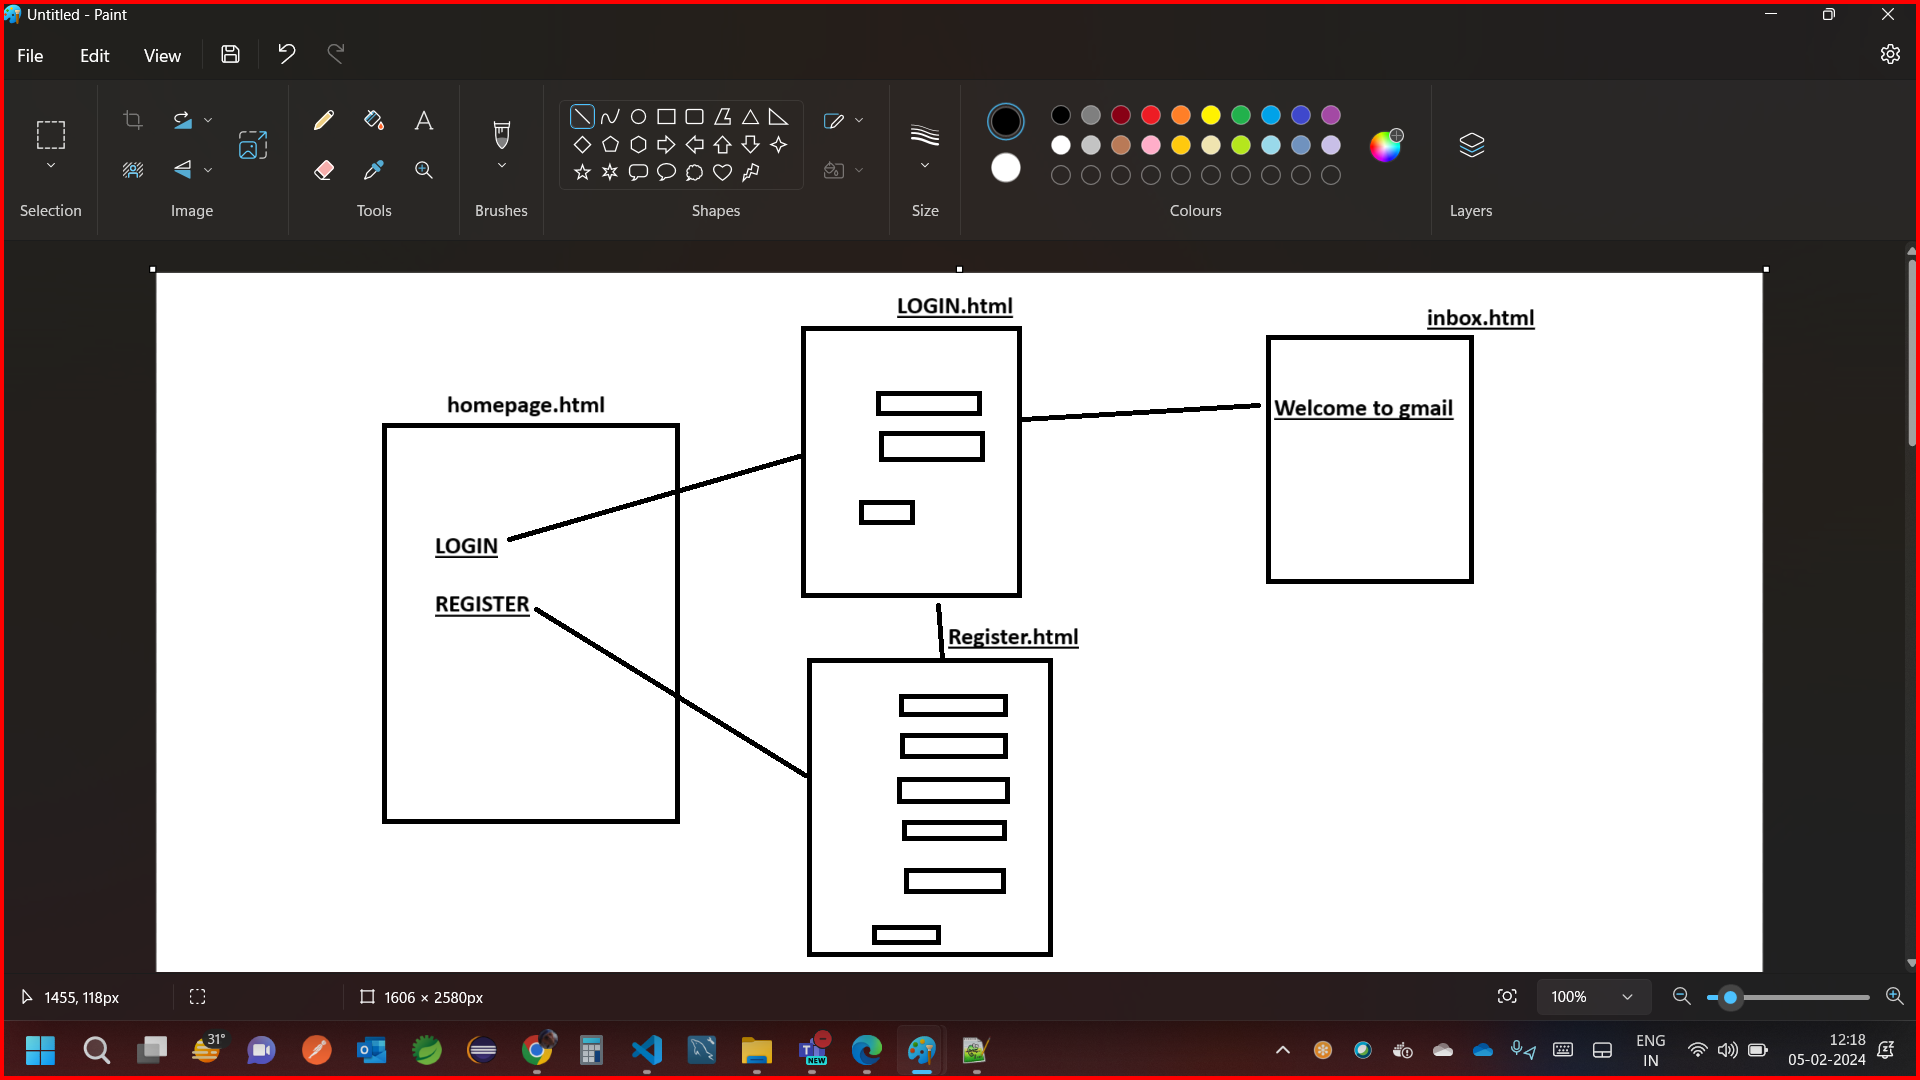 Untitled - Paint
File Edit View
Selection Image Tools Brushes Shapes Size Colours Layers
LOGIN.html
inbox.html
homepage.html
Welcome to gmail
LOGIN
REGISTER
Register.html
1455, 118px 1606 × 2580px 100%
31°
NEW
ENG
IN
12:18
05-02-2024